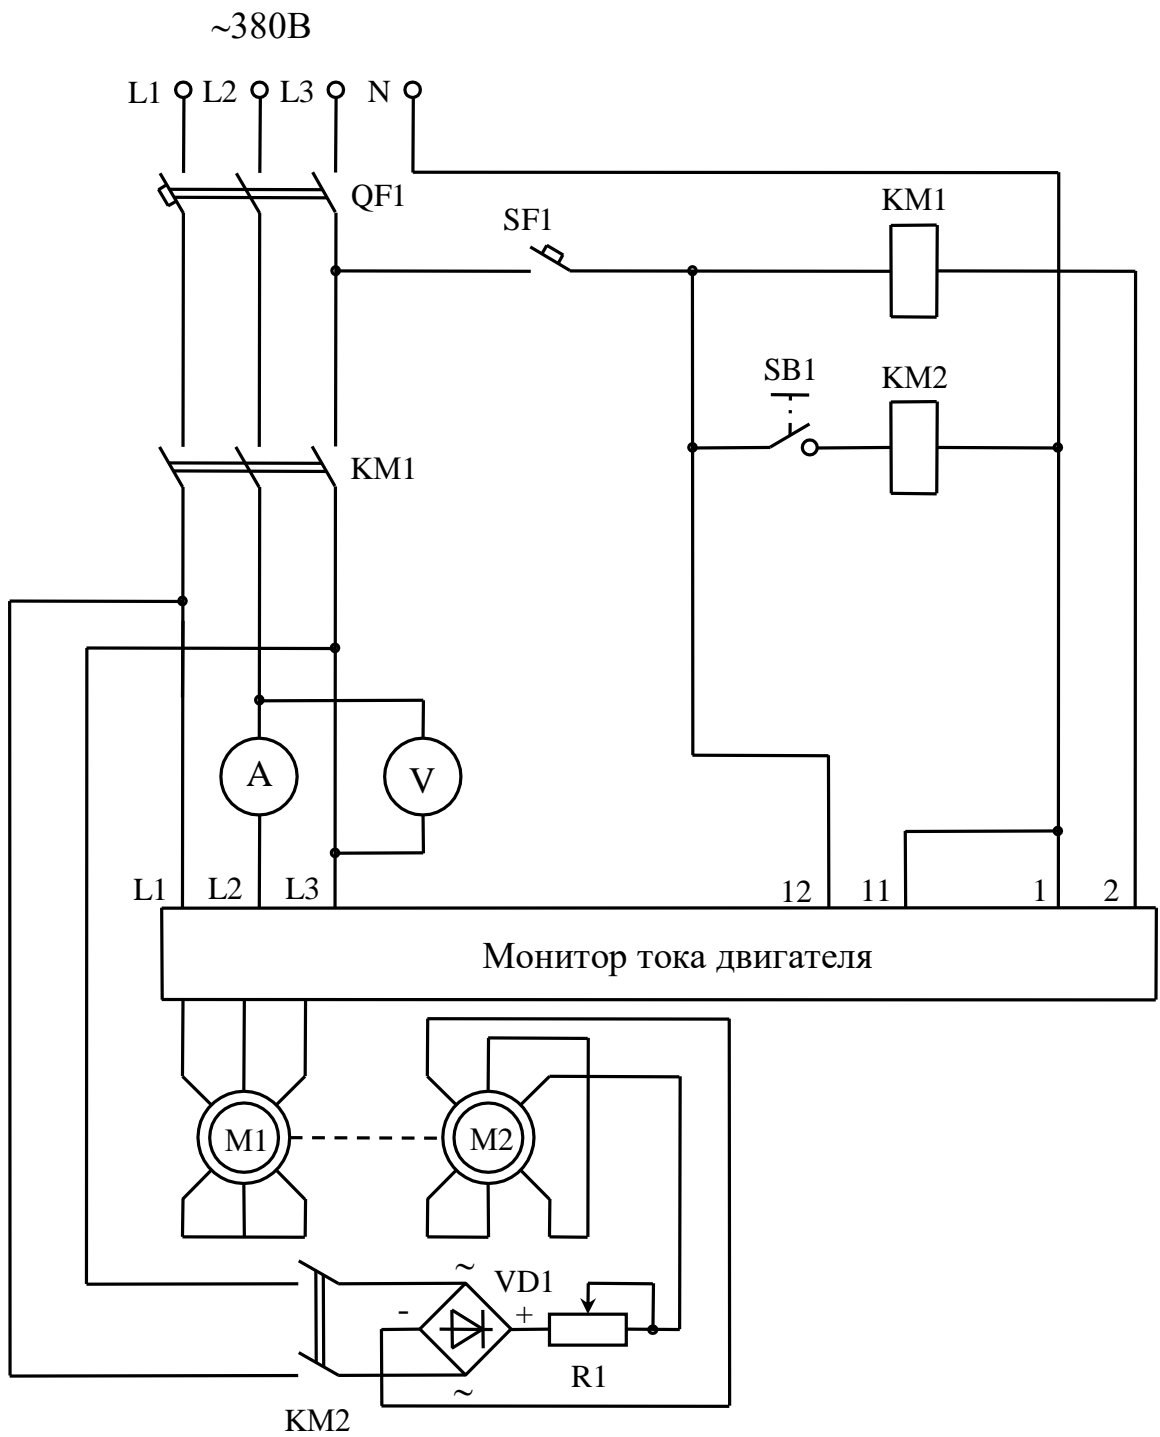 ~380В
L1 L2 L3 N
QF1
SF1
KM1
SB1
KM2
KM1
A
V
L1 L2 L3 12 11 1 2
Монитор тока двигателя
M1
M2
~
VD1
-
+
R1
~
KM2